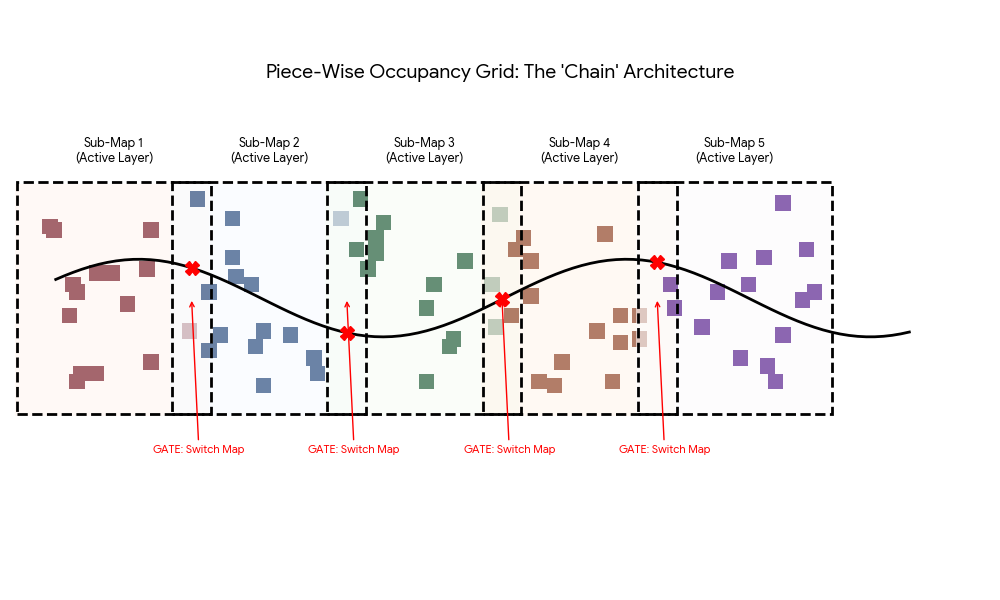 Piece-Wise Occupancy Grid: The 'Chain' Architecture
Sub-Map 1
(Active Layer)
Sub-Map 2
(Active Layer)
Sub-Map 3
(Active Layer)
Sub-Map 4
(Active Layer)
Sub-Map 5
(Active Layer)
GATE: Switch Map
GATE: Switch Map
GATE: Switch Map
GATE: Switch Map